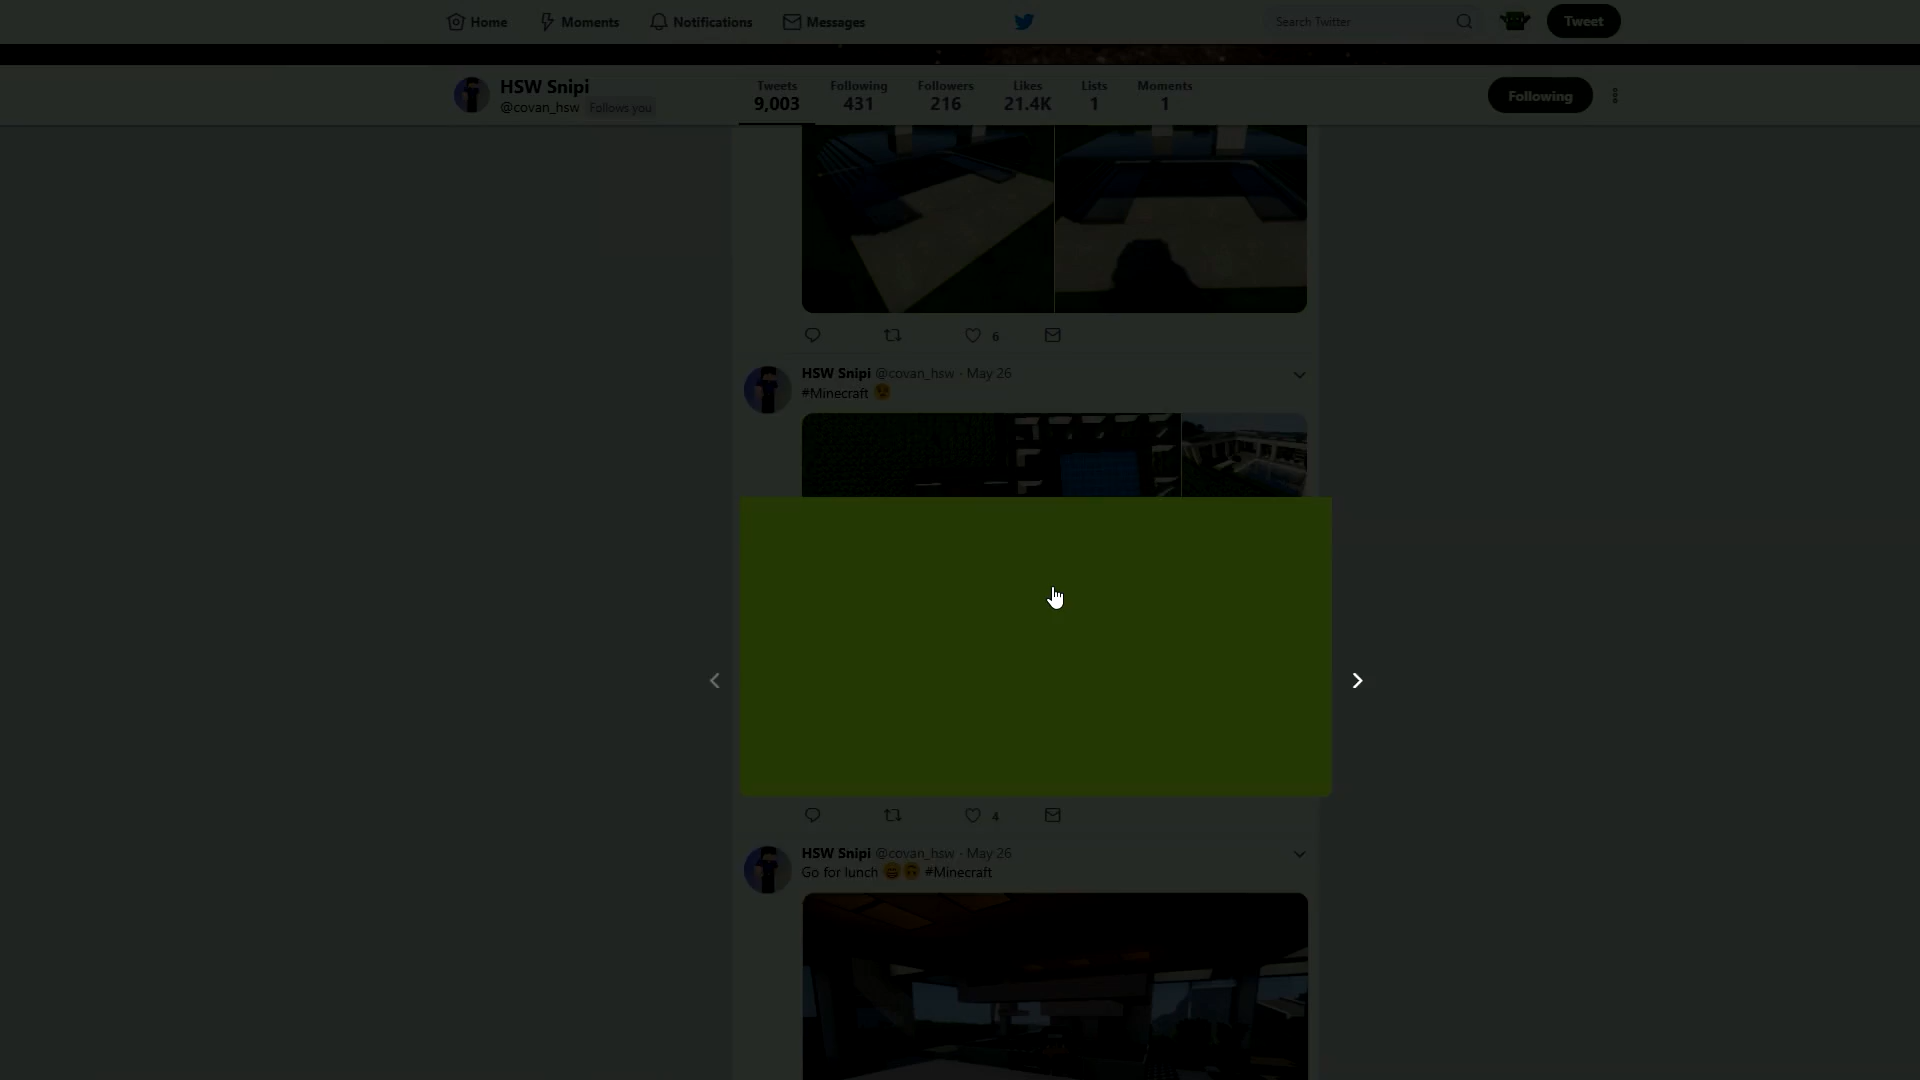 Home
Moments
Notifications
Messages
Search Twitter
Tweet
HSW Snipi
@covan_hsw Follows you
Tweets
9,003
Following
431
Followers
216
Likes
21.4K
Lists
1
Moments
1
Following
6
HSW Snipi @covan_hsw · May 26
#Minecraft
4
HSW Snipi @covan_hsw · May 26
Go for lunch #Minecraft